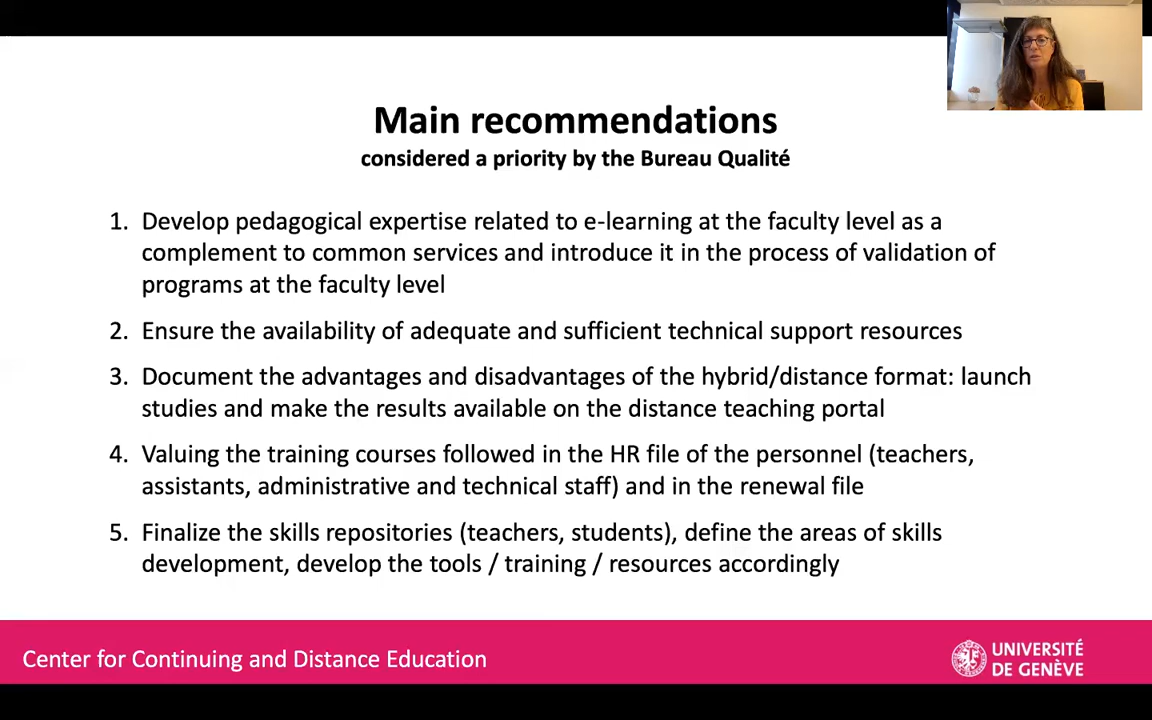 Main recommendations
considered a priority by the Bureau Qualité
1. Develop pedagogical expertise related to e-learning at the faculty level as a
complement to common services and introduce it in the process of validation of
programs at the faculty level
2. Ensure the availability of adequate and sufficient technical support resources
3. Document the advantages and disadvantages of the hybrid/distance format: launch
studies and make the results available on the distance teaching portal
4. Valuing the training courses followed in the HR file of the personnel (teachers,
assistants, administrative and technical staff) and in the renewal file
5. Finalize the skills repositories (teachers, students), define the areas of skills
development, develop the tools / training / resources accordingly
Center for Continuing and Distance Education
UNIVERSITÉ
DE GENÈVE